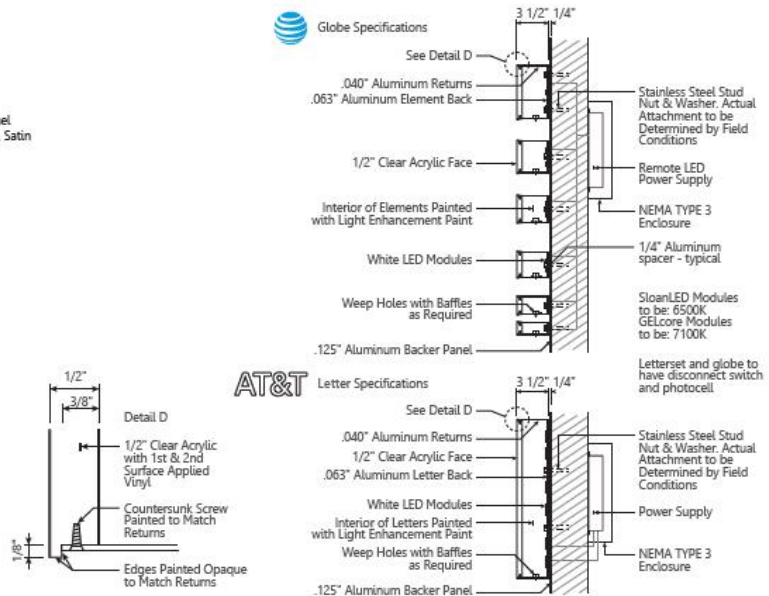 el
Satin
Globe Specifications
3 1/2" 1/4"
See Detail D
.040" Aluminum Returns
.063" Aluminum Element Back
1/2" Clear Acrylic Face
Interior of Elements Painted
with Light Enhancement Paint
White LED Modules
Weep Holes with Baffles
as Required
.125" Aluminum Backer Panel
Stainless Steel Stud
Nut & Washer. Actual
Attachment to be
Determined by Field
Conditions
Remote LED
Power Supply
NEMA TYPE 3
Enclosure
1/4" Aluminum
spacer - typical
SloanLED Modules
to be: 6500K
GELcore Modules
to be: 7100K
Letterset and globe to
have disconnect switch
and photocell
AT&T Letter Specifications
3 1/2" 1/4"
See Detail D
.040" Aluminum Returns
1/2" Clear Acrylic Face
.063" Aluminum Letter Back
White LED Modules
Interior of Letters Painted
with Light Enhancement Paint
Weep Holes with Baffles
as Required
.125" Aluminum Backer Panel
Stainless Steel Stud
Nut & Washer. Actual
Attachment to be
Determined by Field
Conditions
Power Supply
NEMA TYPE 3
Enclosure
1/2"
3/8"
Detail D
1/2" Clear Acrylic
with 1st & 2nd
Surface Applied
Vinyl
Countersunk Screw
Painted to Match
Returns
1/8"
Edges Painted Opaque
to Match Returns